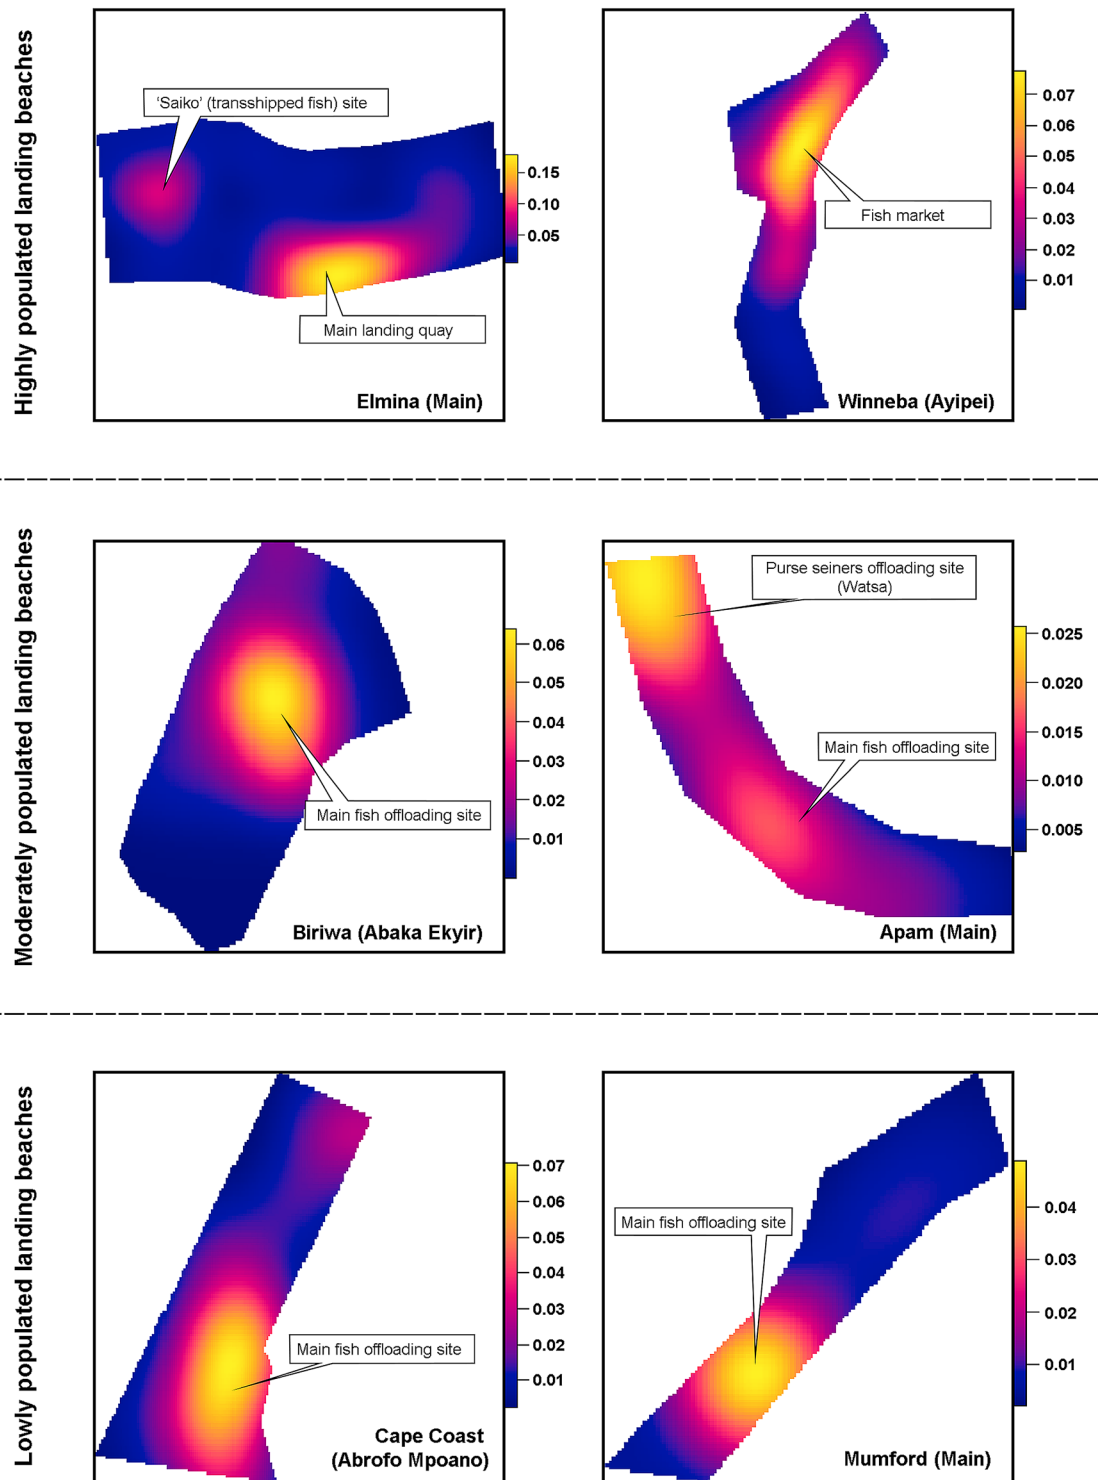 Highly populated landing beaches
'Saiko' (transshipped fish) site
Main landing quay
Elmina (Main)
0.15
0.10
0.05
Fish market
Winneba (Ayipei)
0.07
0.06
0.05
0.04
0.03
0.02
0.01
Moderately populated landing beaches
Main fish offloading site
Biriwa (Abaka Ekyir)
0.06
0.05
0.04
0.03
0.02
0.01
Purse seiners offloading site
(Watsa)
Main fish offloading site
Apam (Main)
0.025
0.020
0.015
0.010
0.005
Lowly populated landing beaches
Main fish offloading site
Cape Coast
(Abrofo Mpoano)
0.07
0.06
0.05
0.04
0.03
0.02
0.01
Main fish offloading site
Mumford (Main)
0.04
0.03
0.02
0.01